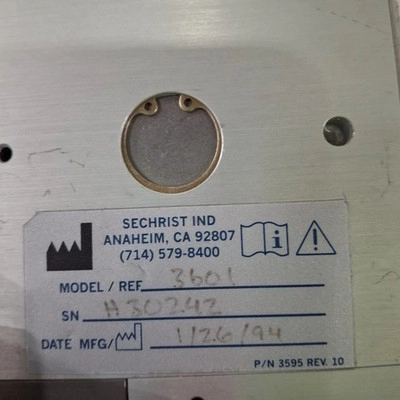 SECHRIST IND
ANAHEIM, CA 92807
(714) 579-8400
MODEL / REF 3601
SN H30242
DATE MFG/ 1/26/94
P/N 3595 REV. 10